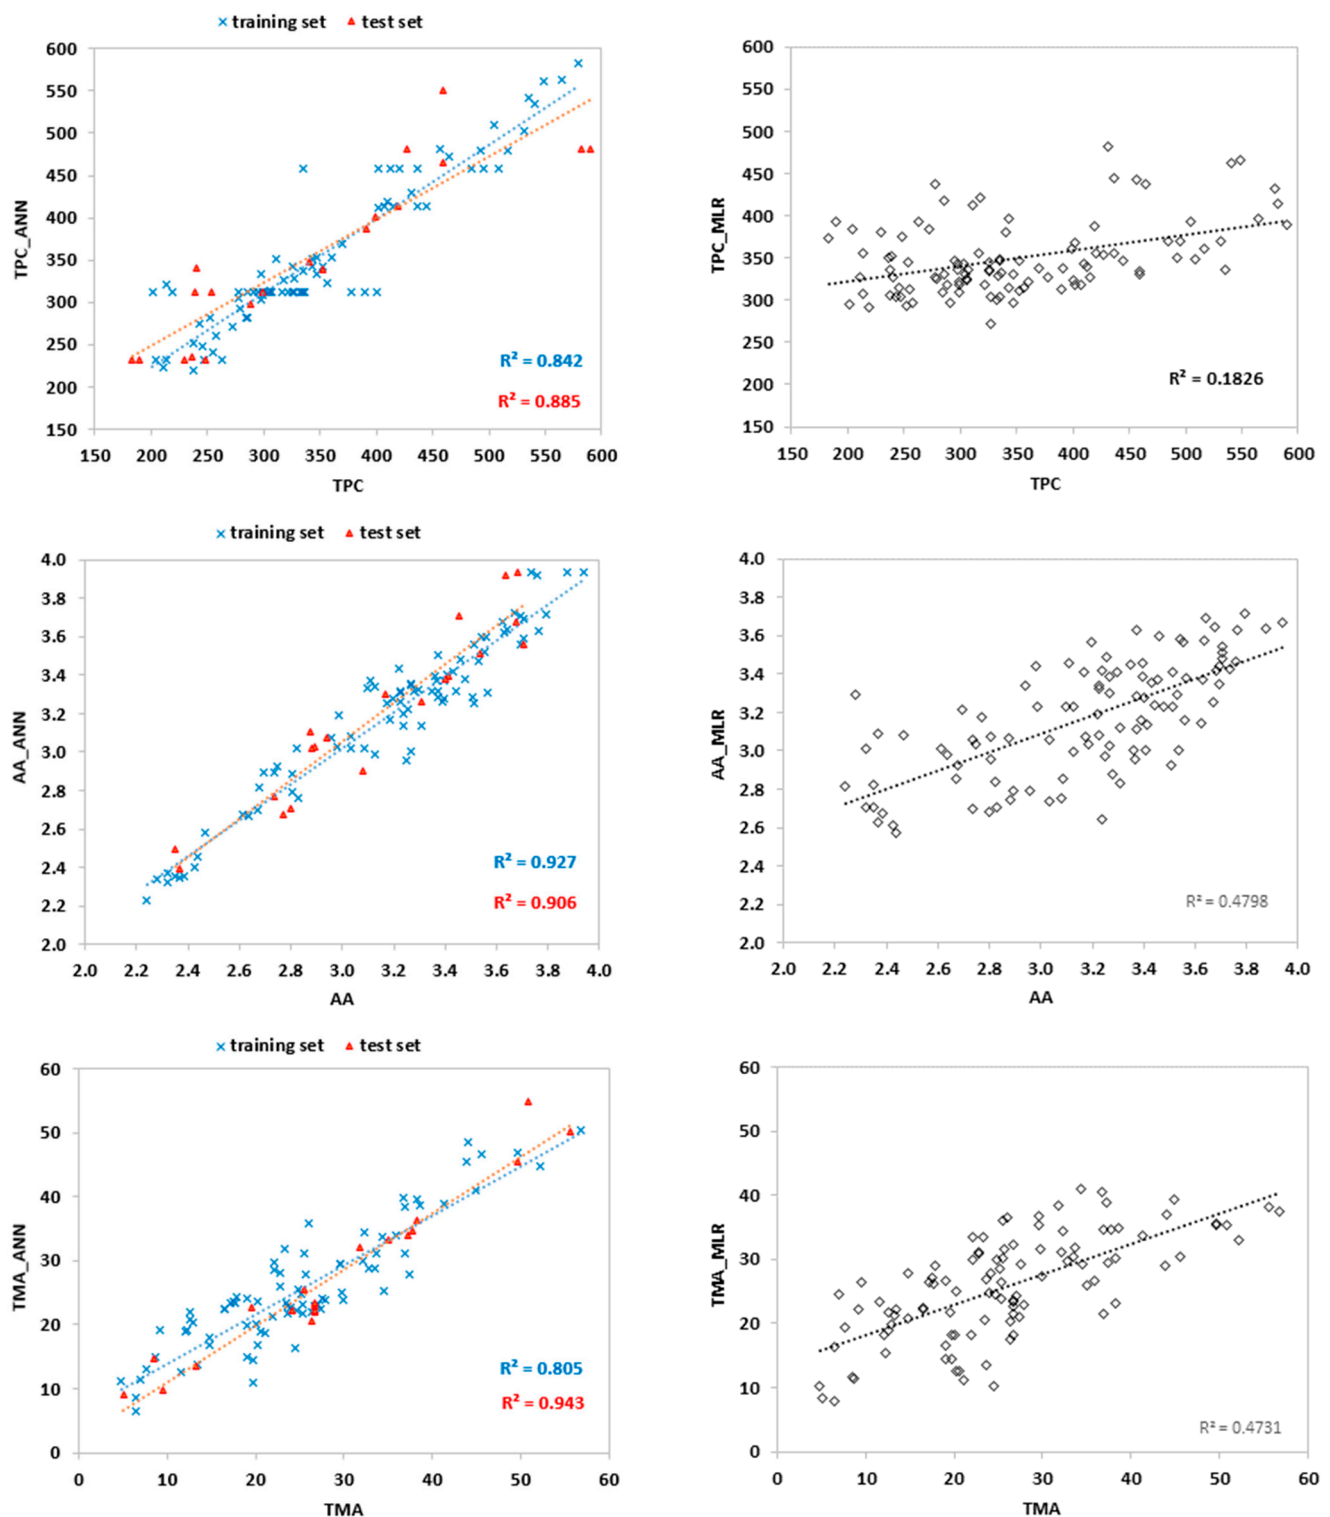 training set test set
600
550
500
450
400
350
300
250
200
150
TPC_ANN
R² = 0.842
R² = 0.885
150 200 250 300 350 400 450 500 550 600
TPC
600
550
500
450
400
350
300
250
200
150
TPC_MLR
R² = 0.1826
150 200 250 300 350 400 450 500 550 600
TPC
training set test set
4.0
3.8
3.6
3.4
3.2
3.0
2.8
2.6
2.4
2.2
2.0
AA_ANN
R² = 0.927
R² = 0.906
2.0 2.2 2.4 2.6 2.8 3.0 3.2 3.4 3.6 3.8 4.0
AA
4.0
3.8
3.6
3.4
3.2
3.0
2.8
2.6
2.4
2.2
2.0
AA_MLR
R² = 0.4798
2.0 2.2 2.4 2.6 2.8 3.0 3.2 3.4 3.6 3.8 4.0
AA
training set test set
60
50
40
30
20
10
0
TMA_ANN
R² = 0.805
R² = 0.943
0 10 20 30 40 50 60
TMA
60
50
40
30
20
10
0
TMA_MLR
R² = 0.4731
0 10 20 30 40 50 60
TMA